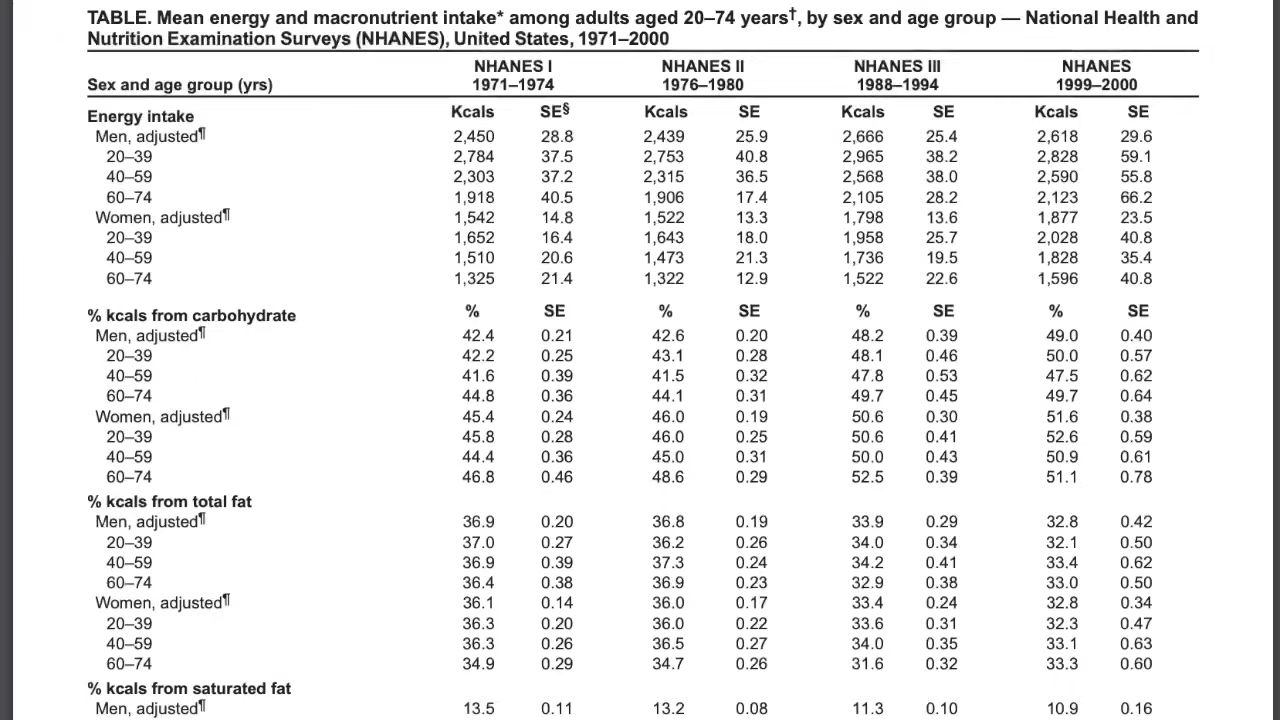 TABLE. Mean energy and macronutrient intake* among adults aged 20–74 years†, by sex and age group — National Health and
Nutrition Examination Surveys (NHANES), United States, 1971–2000
NHANES I NHANES II NHANES III NHANES
Sex and age group (yrs) 1971–1974 1976–1980 1988–1994 1999–2000
Energy intake Kcals SE§ Kcals SE Kcals SE Kcals SE
Men, adjusted¶ 2,450 28.8 2,439 25.9 2,666 25.4 2,618 29.6
20–39 2,784 37.5 2,753 40.8 2,965 38.2 2,828 59.1
40–59 2,303 37.2 2,315 36.5 2,568 38.0 2,590 55.8
60–74 1,918 40.5 1,906 17.4 2,105 28.2 2,123 66.2
Women, adjusted¶ 1,542 14.8 1,522 13.3 1,798 13.6 1,877 23.5
20–39 1,652 16.4 1,643 18.0 1,958 25.7 2,028 40.8
40–59 1,510 20.6 1,473 21.3 1,736 19.5 1,828 35.4
60–74 1,325 21.4 1,322 12.9 1,522 22.6 1,596 40.8
% kcals from carbohydrate % SE % SE % SE % SE
Men, adjusted¶ 42.4 0.21 42.6 0.20 48.2 0.39 49.0 0.40
20–39 42.2 0.25 43.1 0.28 48.1 0.46 50.0 0.57
40–59 41.6 0.39 41.5 0.32 47.8 0.53 47.5 0.62
60–74 44.8 0.36 44.1 0.31 49.7 0.45 49.7 0.64
Women, adjusted¶ 45.4 0.24 46.0 0.19 50.6 0.30 51.6 0.38
20–39 45.8 0.28 46.0 0.25 50.6 0.41 52.6 0.59
40–59 44.4 0.36 45.0 0.31 50.0 0.43 50.9 0.61
60–74 46.8 0.46 48.6 0.29 52.5 0.39 51.1 0.78
% kcals from total fat
Men, adjusted¶ 36.9 0.20 36.8 0.19 33.9 0.29 32.8 0.42
20–39 37.0 0.27 36.2 0.26 34.0 0.34 32.1 0.50
40–59 36.9 0.39 37.3 0.24 34.2 0.41 33.4 0.62
60–74 36.4 0.38 36.9 0.23 32.9 0.38 33.0 0.50
Women, adjusted¶ 36.1 0.14 36.0 0.17 33.4 0.24 32.8 0.34
20–39 36.3 0.20 36.0 0.22 33.6 0.31 32.3 0.47
40–59 36.3 0.26 36.5 0.27 34.0 0.35 33.1 0.63
60–74 34.9 0.29 34.7 0.26 31.6 0.32 33.3 0.60
% kcals from saturated fat
Men, adjusted¶ 13.5 0.11 13.2 0.08 11.3 0.10 10.9 0.16